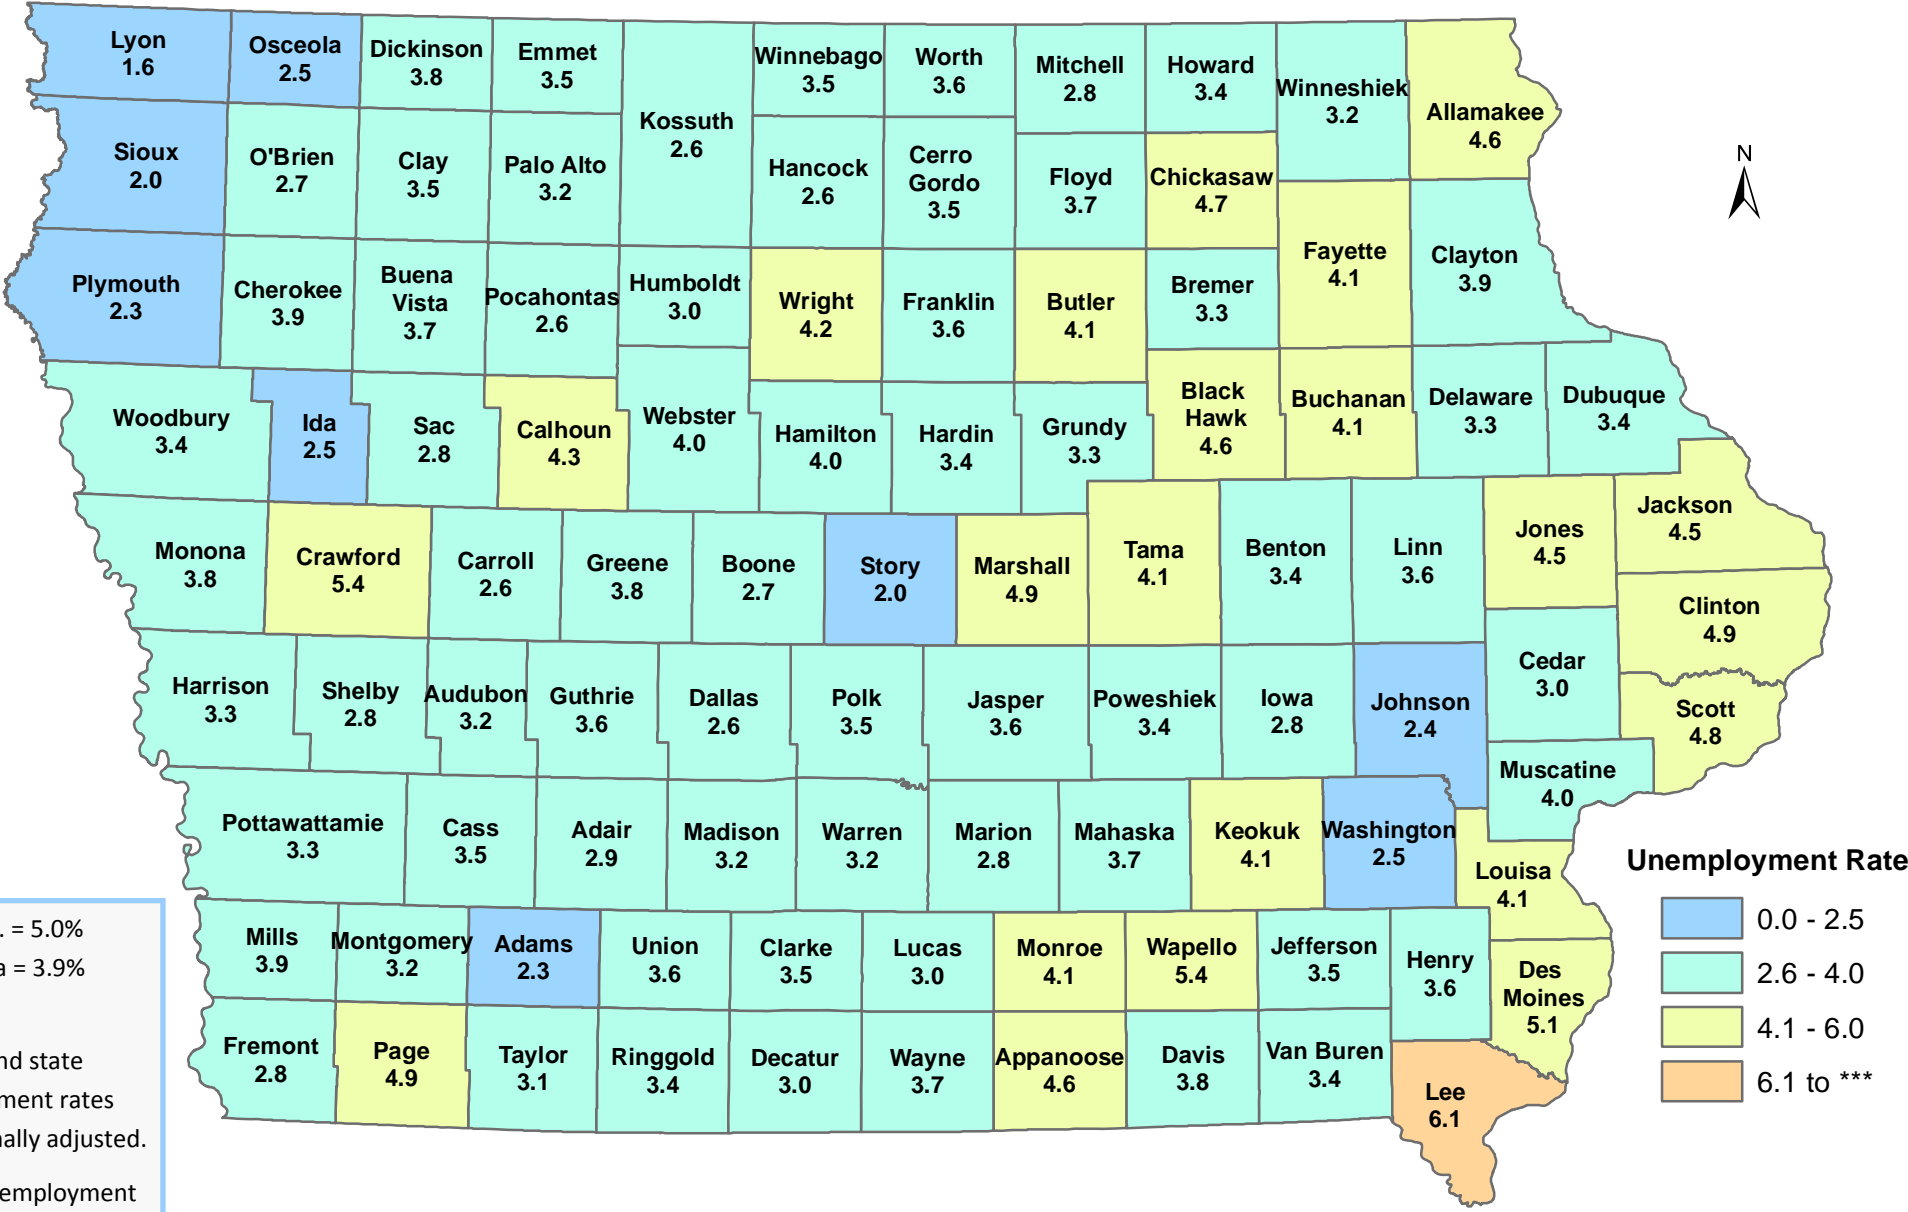 Lyon
1.6
Osceola
2.5
Dickinson
3.8
Emmet
3.5
Kossuth
2.6
Winnebago
3.5
Worth
3.6
Mitchell
2.8
Howard
3.4
Winneshiek
3.2
Allamakee
4.6
N
Sioux
2.0
O'Brien
2.7
Clay
3.5
Palo Alto
3.2
Hancock
2.6
Cerro
Gordo
3.5
Floyd
3.7
Chickasaw
4.7
Fayette
4.1
Clayton
3.9
Plymouth
2.3
Cherokee
3.9
Buena
Vista
3.7
Pocahontas
2.6
Humboldt
3.0
Wright
4.2
Franklin
3.6
Butler
4.1
Bremer
3.3
Woodbury
3.4
Ida
2.5
Sac
2.8
Calhoun
4.3
Webster
4.0
Hamilton
4.0
Hardin
3.4
Grundy
3.3
Black
Hawk
4.6
Buchanan
4.1
Delaware
3.3
Dubuque
3.4
Monona
3.8
Crawford
5.4
Carroll
2.6
Greene
3.8
Boone
2.7
Story
2.0
Marshall
4.9
Tama
4.1
Benton
3.4
Linn
3.6
Jones
4.5
Jackson
4.5
Clinton
4.9
Harrison
3.3
Shelby
2.8
Audubon
3.2
Guthrie
3.6
Dallas
2.6
Polk
3.5
Jasper
3.6
Poweshiek
3.4
Iowa
2.8
Johnson
2.4
Cedar
3.0
Scott
4.8
Muscatine
4.0
Pottawattamie
3.3
Cass
3.5
Adair
2.9
Madison
3.2
Warren
3.2
Marion
2.8
Mahaska
3.7
Keokuk
4.1
Washington
2.5
Louisa
4.1
Mills
3.9
Montgomery
3.2
Adams
2.3
Union
3.6
Clarke
3.5
Lucas
3.0
Monroe
4.1
Wapello
5.4
Jefferson
3.5
Henry
3.6
Des
Moines
5.1
Fremont
2.8
Page
4.9
Taylor
3.1
Ringgold
3.4
Decatur
3.0
Wayne
3.7
Appanoose
4.6
Davis
3.8
Van Buren
3.4
Lee
6.1
Unemployment Rate
0.0 - 2.5
2.6 - 4.0
4.1 - 6.0
6.1 to ***
. = 5.0%
a = 3.9%
nd state
ment rates
nally adjusted.
employment